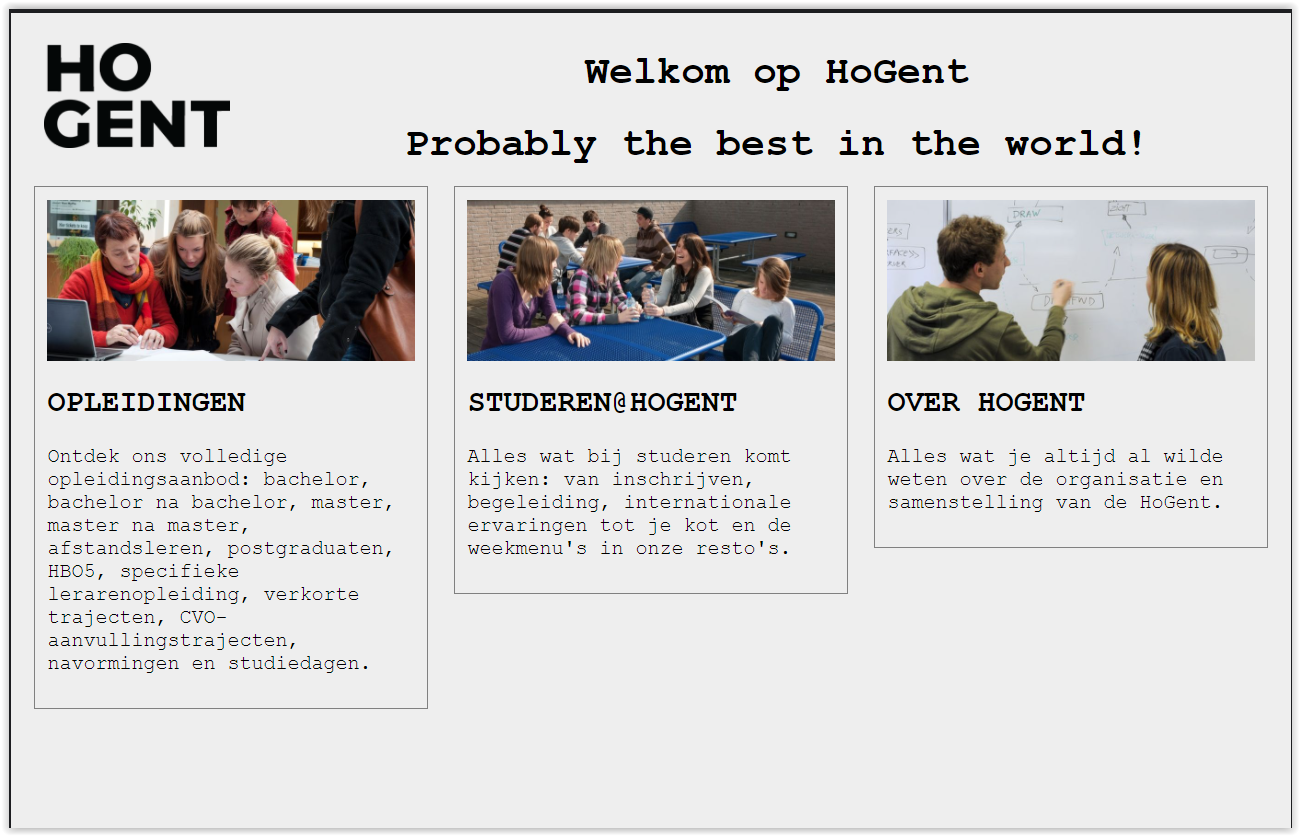 HO
GENT
Welkom op HoGent
Probably the best in the world!
DRAW
OPLEIDINGEN
Ontdek ons volledige
opleidingsaanbod: bachelor,
bachelor na bachelor, master,
master na master,
afstandsleren, postgraduaten,
HBO5, specifieke
lerarenopleiding, verkorte
trajecten, CVO-
aanvullingstrajecten,
navormingen en studiedagen.
STUDEREN@HOGENT
Alles wat bij studeren komt
kijken: van inschrijven,
begeleiding, internationale
ervaringen tot je kot en de
weekmenu's in onze resto's.
OVER HOGENT
Alles wat je altijd al wilde
weten over de organisatie en
samenstelling van de HoGent.